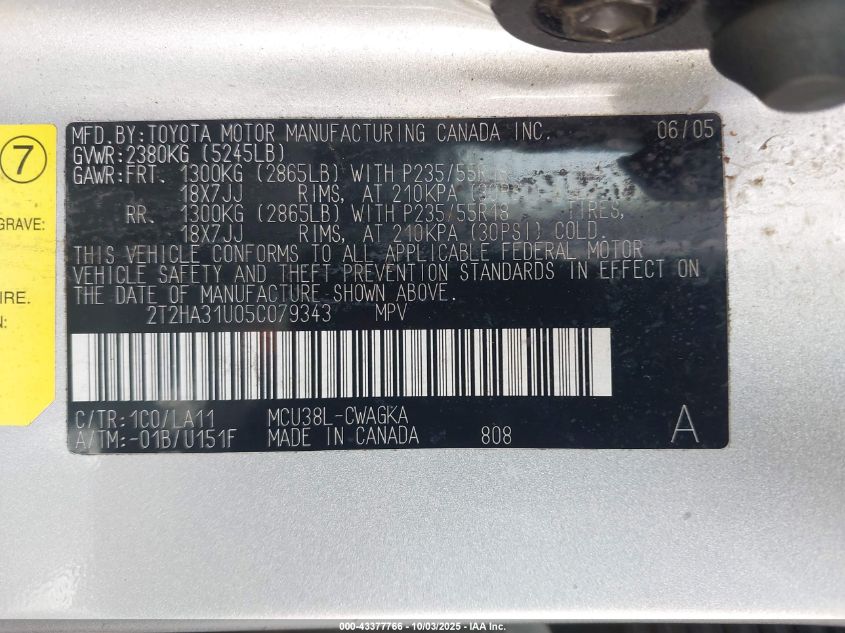 7
GRAVE:
IRE.
N:
MFD.BY:TOYOTA MOTOR MANUFACTURING CANADA INC. 06/05
GVWR:2380KG (5245LB)
GAWR:FRT. 1300KG (2865LB) WITH P235/55R18
18X7JJ RIMS, AT 210KPA
RR. 1300KG (2865LB) WITH P235/55R18 TIRES,
18X7JJ RIMS, AT 210KPA (30PSI) COLD.
THIS VEHICLE CONFORMS TO ALL APPLICABLE FEDERAL MOTOR
VEHICLE SAFETY AND THEFT PREVENTION STANDARDS IN EFFECT ON
THE DATE OF MANUFACTURE SHOWN ABOVE.
2T2HA31U05C079343 MPV
C/TR:1C0/LA11 MCU38L-CWAGKA
A/TM:-01B/U151F MADE IN CANADA 808 A
000-43377766 - 10/03/2025 - IAA Inc.